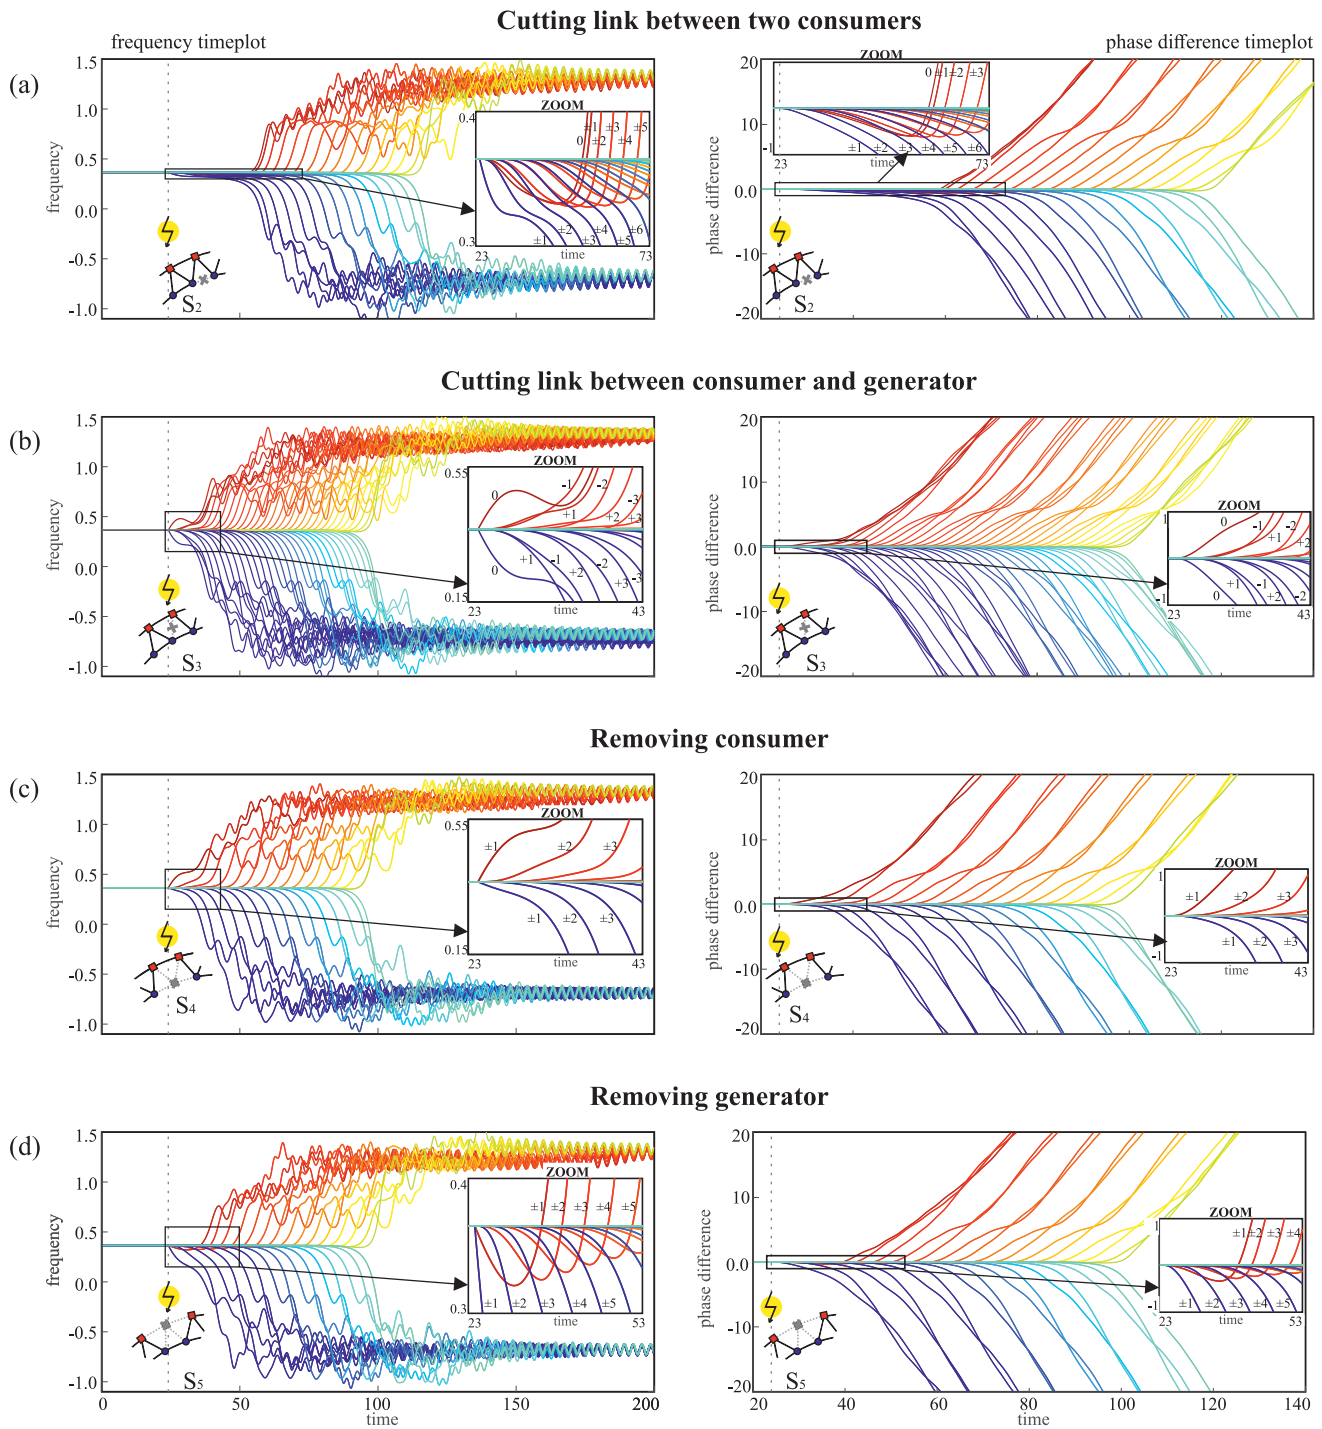 Cutting link between two consumers
frequency timeplot
phase difference timeplot
(a)
1.5
1.0
0.5
0.0
-0.5
-1.0
frequency
S2
ZOOM
0.4
0.3
±1 ±3 ±5
0 ±2 ±4
±1 ±2 ±3 ±4 ±5 ±6
23 time 73
20
10
0.0
-10
-20
phase difference
S2
ZOOM
0 ±1 ±2 ±3
-1
±1 ±2 ±3 ±4 ±5 ±6
23 time 73
Cutting link between consumer and generator
(b)
1.5
1.0
0.5
0.0
-0.5
-1.0
frequency
S3
ZOOM
0.55
0.15
0 -1 -2 -3
+1 +2 +3
0 +1 -1 +2 -2 +3 -3
23 time 43
20
10
0.0
-10
-20
phase difference
S3
ZOOM
1
-1
0 -1 -2
+1 +2
+1 -1
0 +2 -2
23 time 43
Removing consumer
(c)
1.5
1.0
0.5
0.0
-0.5
-1.0
frequency
S4
ZOOM
0.55
0.15
±1 ±2 ±3
±1 ±2 ±3
23 time 43
20
10
0.0
-10
-20
phase difference
S4
ZOOM
1
-1
±1 ±2 ±3
±1 ±2 ±3
23 time 43
Removing generator
(d)
1.5
1.0
0.5
0.0
-0.5
-1.0
frequency
S5
ZOOM
0.4
0.3
±1 ±2 ±3 ±4 ±5
±1 ±2 ±3 ±4 ±5
23 time 53
0 50 100 150 200
time
20
10
0.0
-10
-20
phase difference
S5
ZOOM
1
-1
±1 ±2 ±3 ±4
±1 ±2 ±3 ±4 ±5
23 time 53
20 40 60 80 100 120 140
time